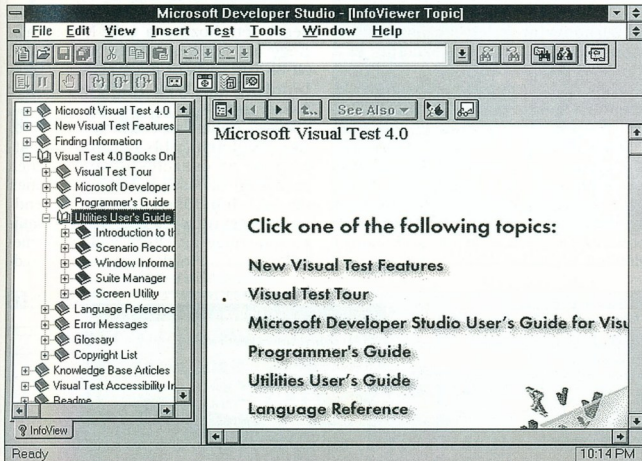 Microsoft Developer Studio - [InfoViewer Topic]
File Edit View Insert Test Tools Window Help
See Also
Microsoft Visual Test 4.0
New Visual Test Features
Finding Information
Visual Test 4.0 Books Onl
Visual Test Tour
Microsoft Developer
Programmer's Guide
Utilities User's Guide
Introduction to th
Scenario Record
Window Informa
Suite Manager
Screen Utility
Language Reference
Error Messages
Glossary
Copyright List
Knowledge Base Articles
Visual Test Accessibility Ir
Readme
InfoView
Microsoft Visual Test 4.0
Click one of the following topics:
New Visual Test Features
Visual Test Tour
Microsoft Developer Studio User's Guide for Visu
Programmer's Guide
Utilities User's Guide
Language Reference
Ready
10:14 PM